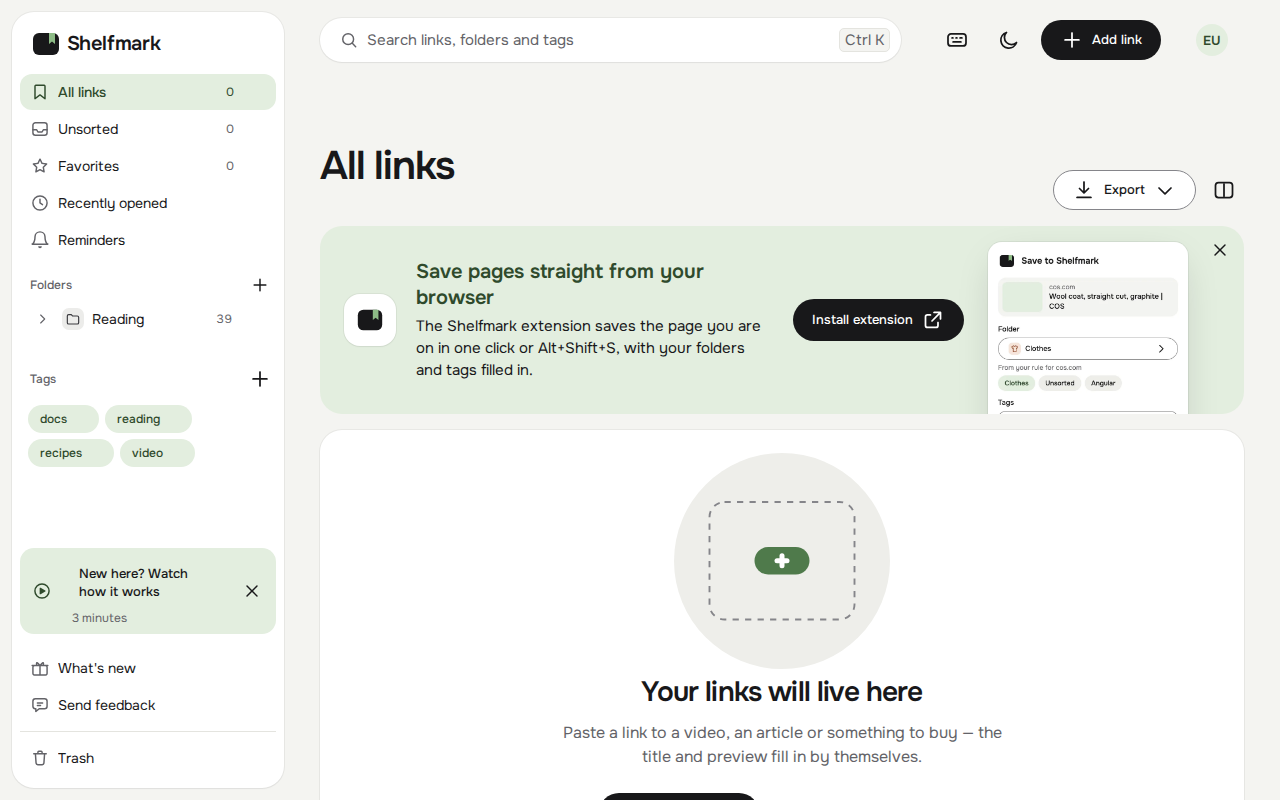 Shelfmark
All links 0
Unsorted 0
Favorites 0
Recently opened
Reminders
Folders
Reading 39
Tags
docs reading
recipes video
New here? Watch
how it works
3 minutes
What's new
Send feedback
Trash
Search links, folders and tags Ctrl K
Add link
EU
All links
Export
Save pages straight from your
browser
The Shelfmark extension saves the page you are
on in one click or Alt+Shift+S, with your folders
and tags filled in.
Install extension
Save to Shelfmark
cos.com
Wool coat, straight cut, graphite |
COS
Folder
Clothes
From your rule for cos.com
Clothes Unsorted Angular
Tags
Your links will live here
Paste a link to a video, an article or something to buy — the
title and preview fill in by themselves.